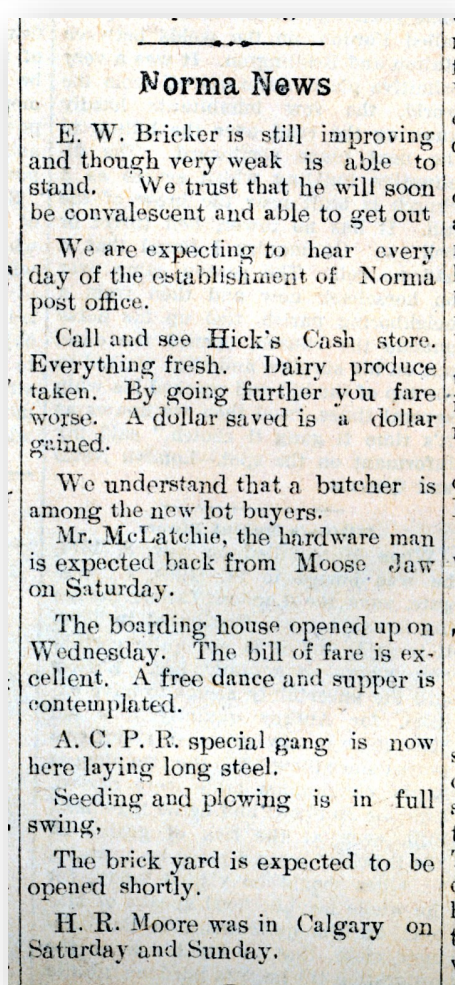 Norma News
E. W. Bricker is still improving
and though very weak is able to
stand. We trust that he will soon
be convalescent and able to get out
We are expecting to hear every
day of the establishment of Norma
post office.
Call and see Hick's Cash store.
Everything fresh. Dairy produce
taken. By going further you fare
worse. A dollar saved is a dollar
gained.
We understand that a butcher is
among the new lot buyers.
Mr. McLatchie, the hardware man
is expected back from Moose Jaw
on Saturday.
The boarding house opened up on
Wednesday. The bill of fare is ex-
cellent. A free dance and supper is
contemplated.
A. C. P. R. special gang is now
here laying long steel.
Seeding and plowing is in full
swing,
The brick yard is expected to be
opened shortly.
H. R. Moore was in Calgary on
Saturday and Sunday.